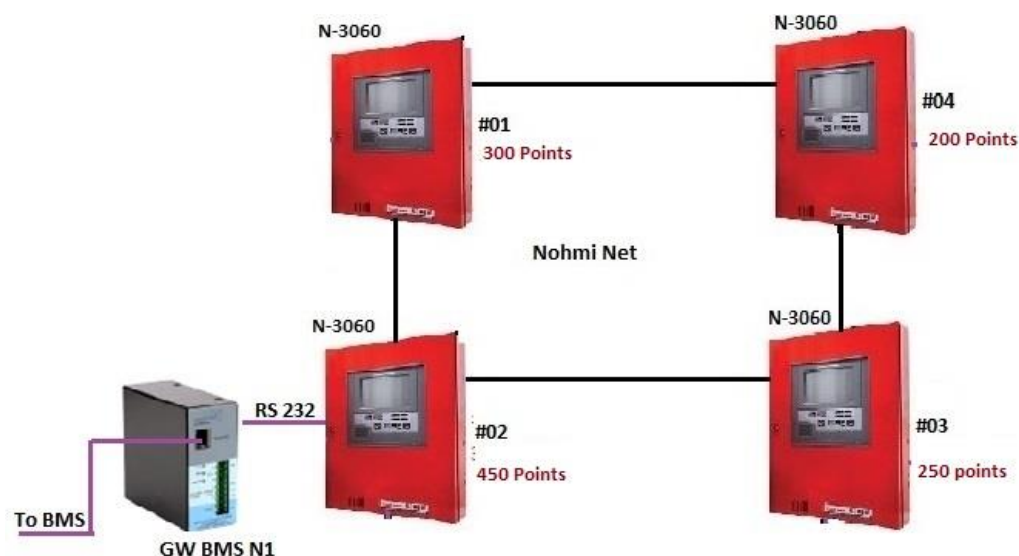 N-3060
#01
300 Points
N-3060
#04
200 Points
Nohmi Net
N-3060
#02
450 Points
N-3060
#03
250 points
RS 232
To BMS
GW BMS N1